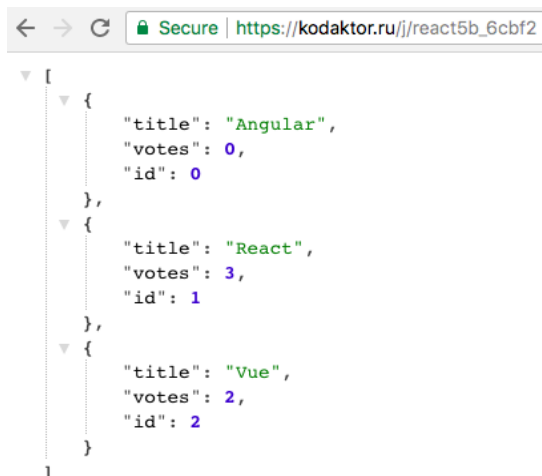 Secure | https://kodaktor.ru/j/react5b_6cbf2
[
{
"title": "Angular",
"votes": 0,
"id": 0
},
{
"title": "React",
"votes": 3,
"id": 1
},
{
"title": "Vue",
"votes": 2,
"id": 2
}
]